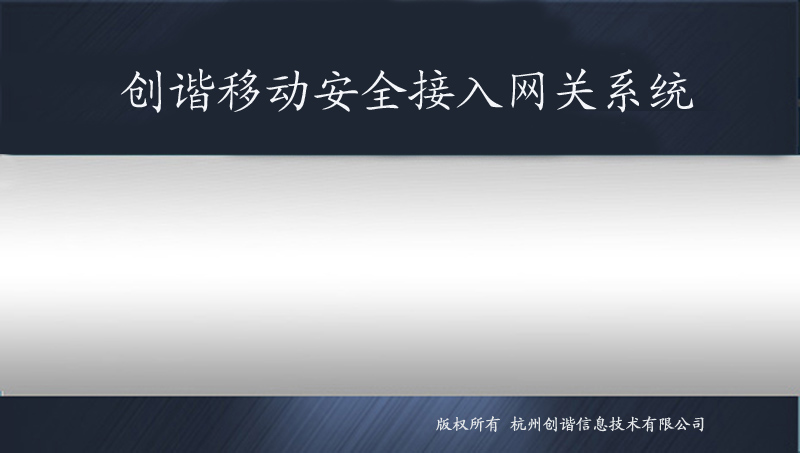 创谐移动安全接入网关系统
版权所有 杭州创谐信息技术有限公司